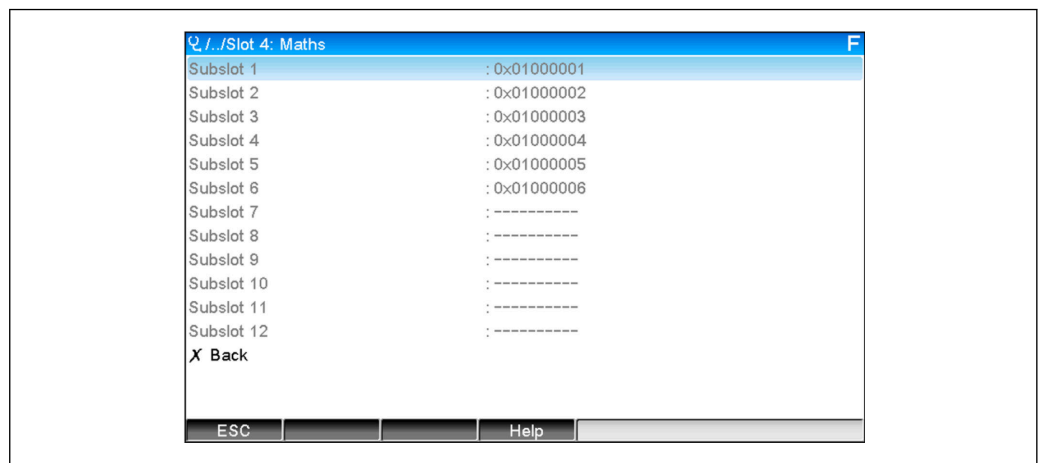 /../Slot 4: Maths F
Subslot 1 : 0x01000001
Subslot 2 : 0x01000002
Subslot 3 : 0x01000003
Subslot 4 : 0x01000004
Subslot 5 : 0x01000005
Subslot 6 : 0x01000006
Subslot 7 : ----------
Subslot 8 : ----------
Subslot 9 : ----------
Subslot 10 : ----------
Subslot 11 : ----------
Subslot 12 : ----------
X Back
ESC Help